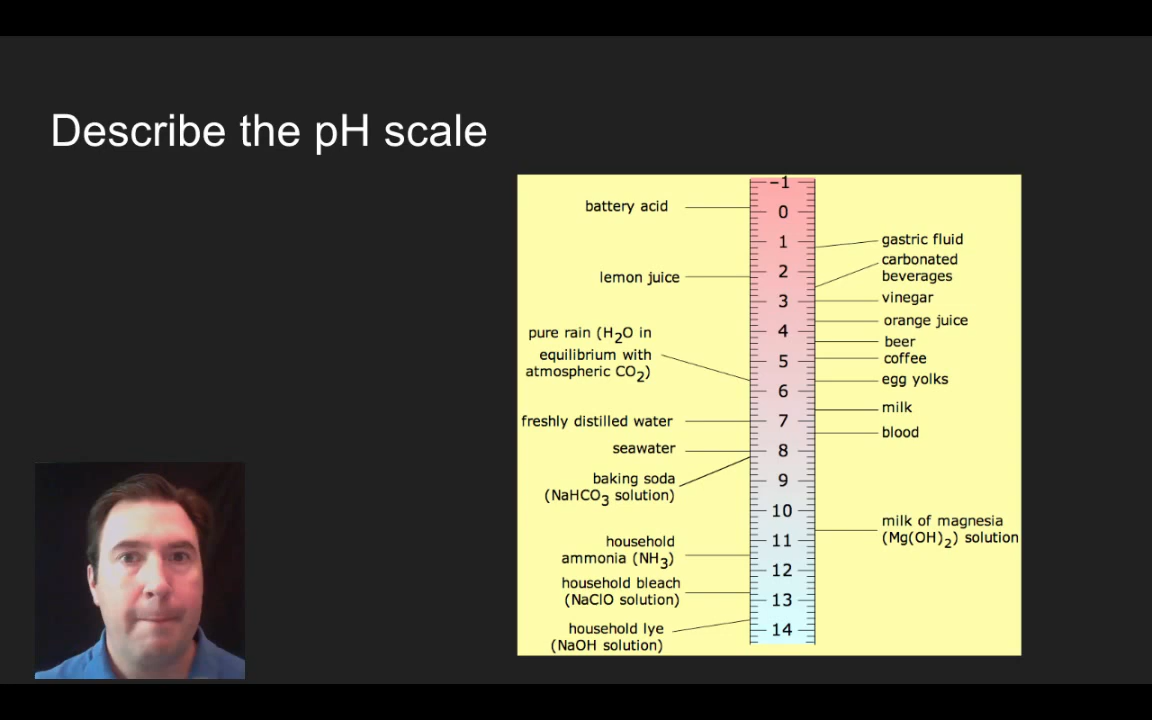 Describe the pH scale
battery acid
lemon juice
pure rain (H₂O in
equilibrium with
atmospheric CO₂)
freshly distilled water
seawater
baking soda
(NaHCO₃ solution)
household
ammonia (NH₃)
household bleach
(NaClO solution)
household lye
(NaOH solution)
−1
0
1
2
3
4
5
6
7
8
9
10
11
12
13
14
gastric fluid
carbonated
beverages
vinegar
orange juice
beer
coffee
egg yolks
milk
blood
milk of magnesia
(Mg(OH)₂) solution